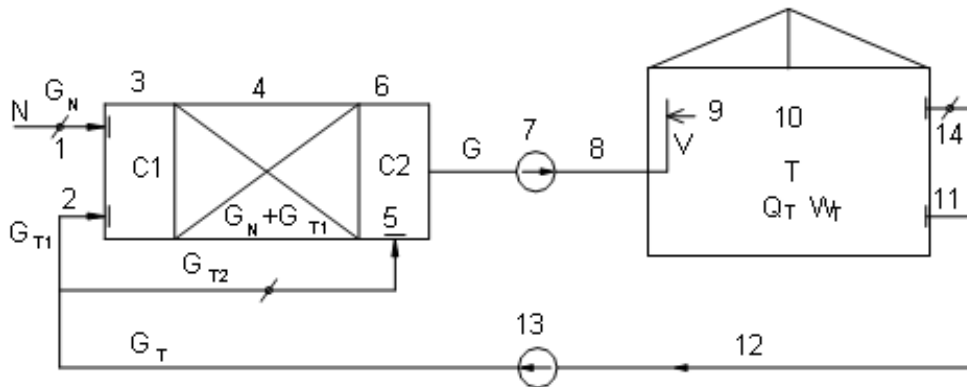 3 4 6
N G_N
1
2
C1 C2
G_N+G_T1 5
G_T1
G_T2
G 7 8
9 10
V
T
Q_T W_T
14
11
G_T 13 12